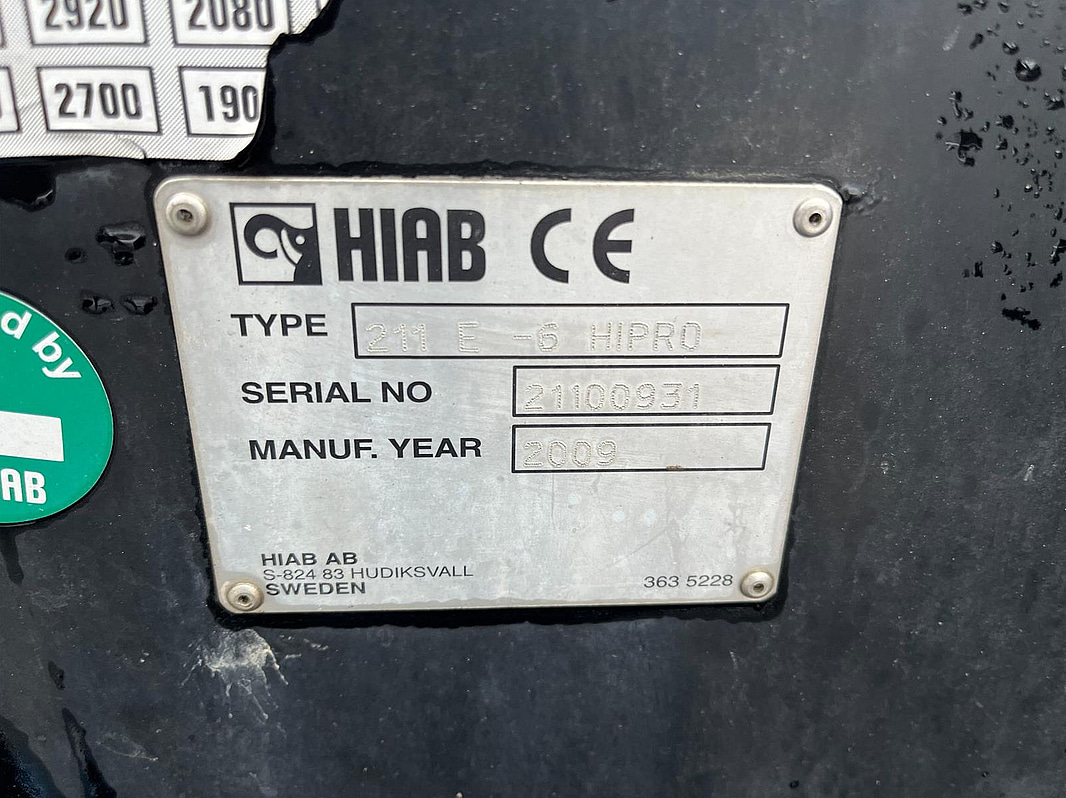 2920 2080
2700 190
HIAB CE
TYPE 211 E -6 HIPRO
SERIAL NO 21100931
MANUF. YEAR 2009
d by
AB
HIAB AB
S-824 83 HUDIKSVALL
SWEDEN
363 5228